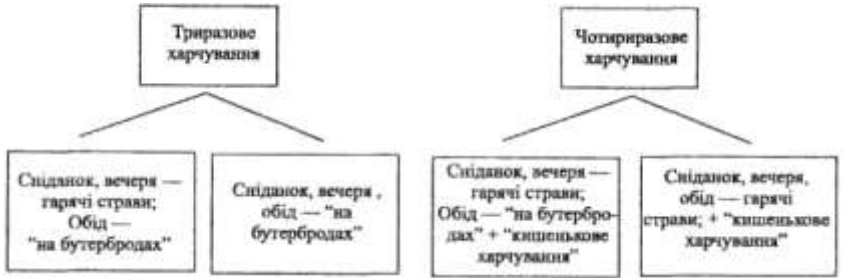 Триразове
харчування
Чотириразове
харчування
Сніданок, вечеря —
гарячі страви;
Обід —
"на бутербродах"
Сніданок, вечеря ,
обід — "на
бутербродах"
Сніданок, вечеря —
гарячі страви;
Обід — "на бутербро-
дах" + "кишенькове
харчування"
Сніданок, вечеря,
обід — гарячі
страви; + "кишенькове
харчування"